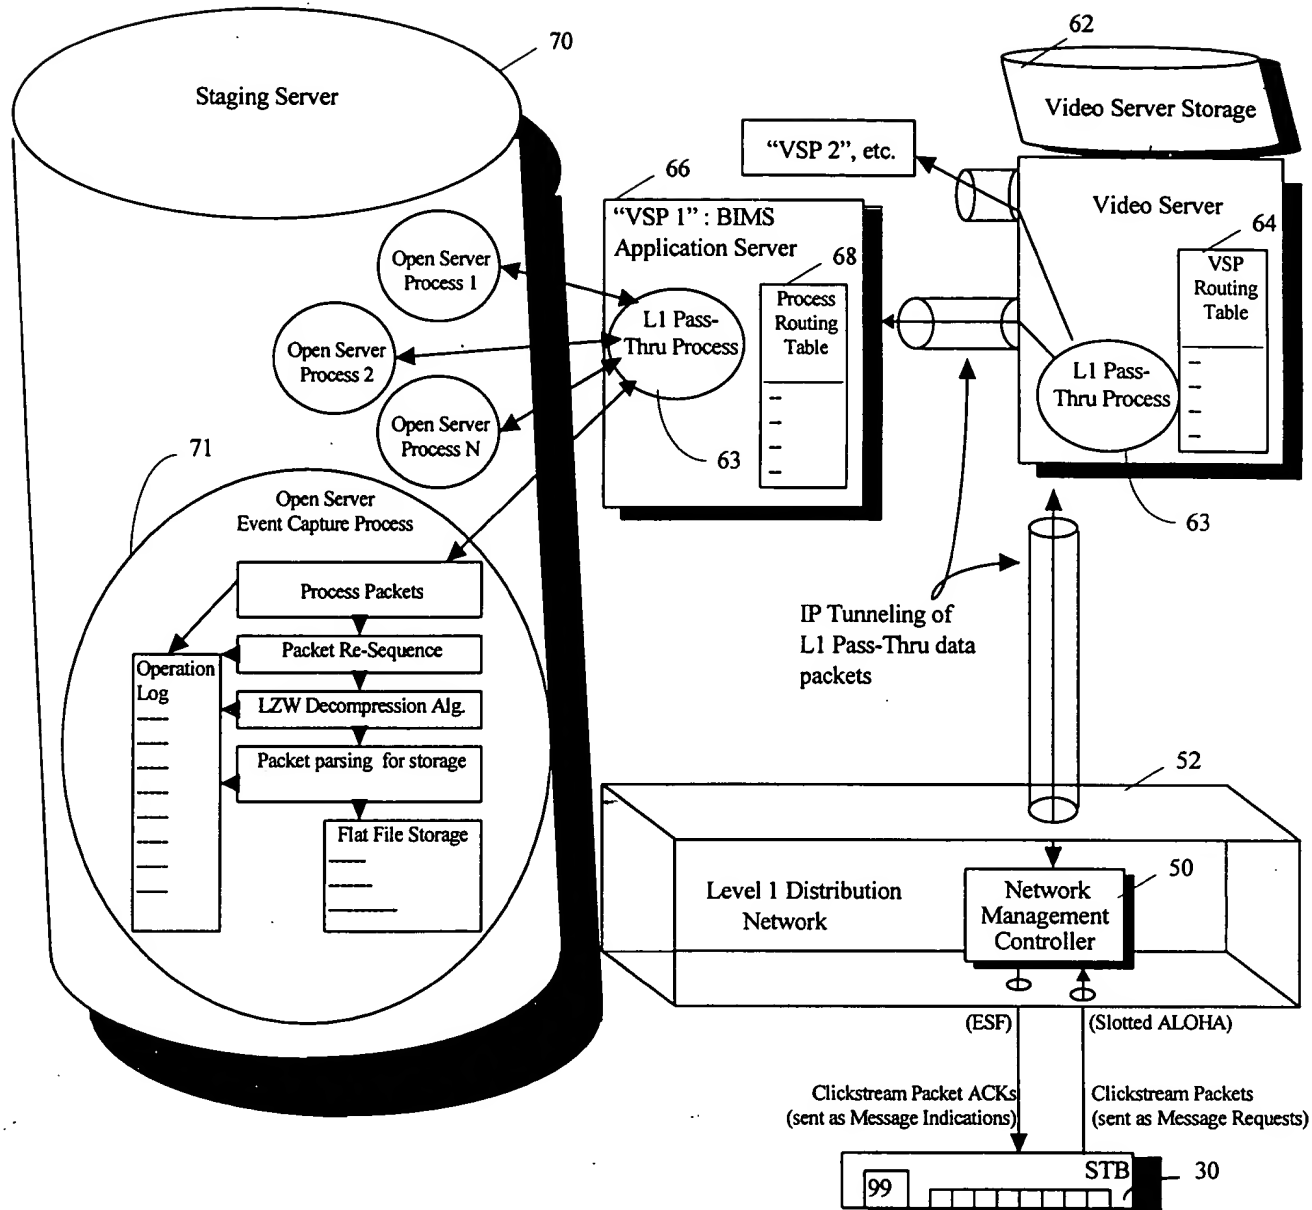 70
Staging Server
62
Video Server Storage
"VSP 2", etc.
66
"VSP 1" : BIMS
Application Server
68
Process
Routing
Table
L1 Pass-
Thru Process
63
Video Server
64
VSP
Routing
Table
L1 Pass-
Thru Process
63
Open Server
Process 1
Open Server
Process 2
Open Server
Process N
71
Open Server
Event Capture Process
Process Packets
Packet Re-Sequence
LZW Decompression Alg.
Packet parsing for storage
Operation
Log
Flat File Storage
IP Tunneling of
L1 Pass-Thru data
packets
52
Level 1 Distribution
Network
50
Network
Management
Controller
(ESF)
(Slotted ALOHA)
Clickstream Packet ACKs
(sent as Message Indications)
Clickstream Packets
(sent as Message Requests)
STB
30
99